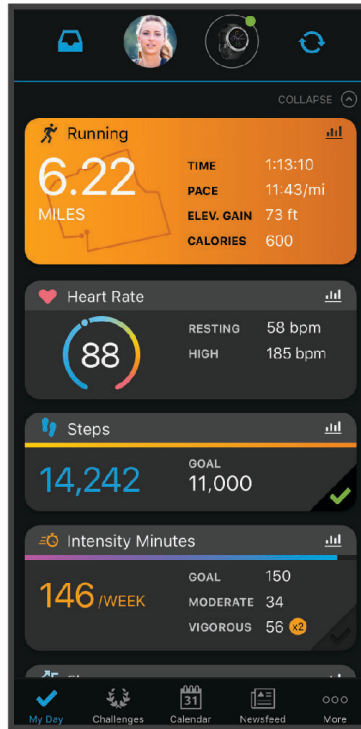 COLLAPSE
Running
6.22
MILES
TIME 1:13:10
PACE 11:43/mi
ELEV. GAIN 73 ft
CALORIES 600
Heart Rate
88
RESTING 58 bpm
HIGH 185 bpm
Steps
14,242
GOAL
11,000
Intensity Minutes
146 /WEEK
GOAL 150
MODERATE 34
VIGOROUS 56 x2
31
My Day Challenges Calendar Newsfeed More